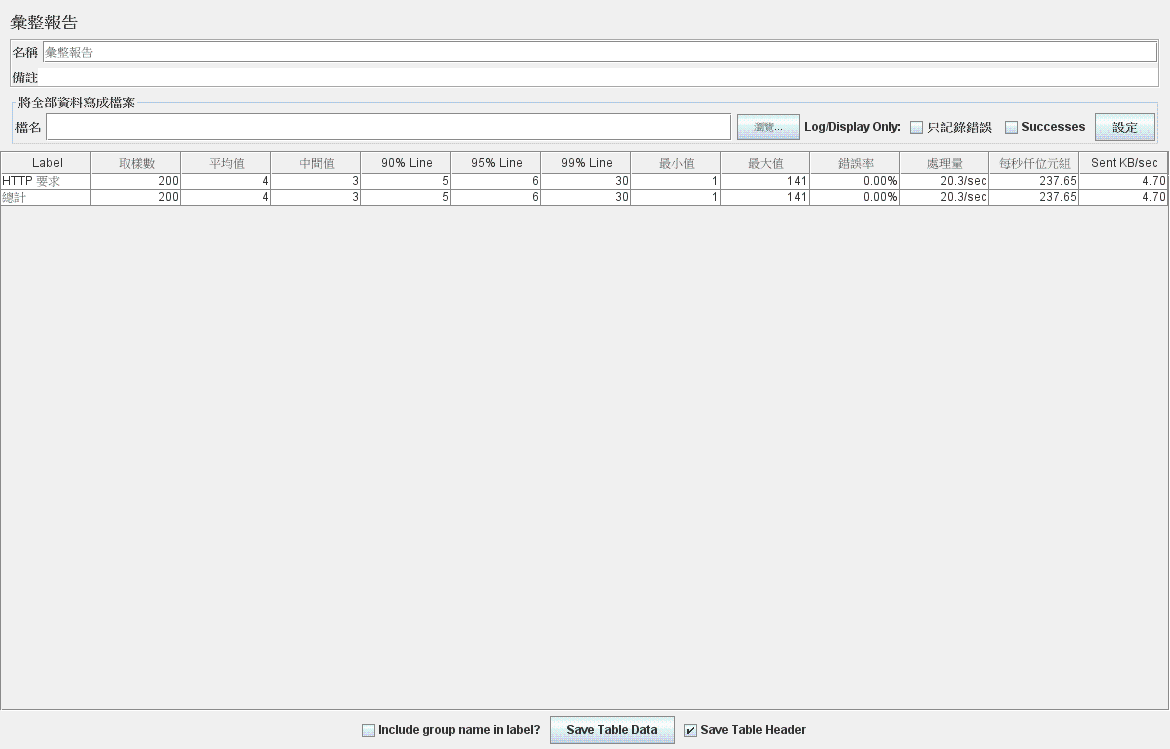 彙整報告
名稱 彙整報告
備註
將全部資料寫成檔案
檔名 瀏覽... Log/Display Only: 只記錄錯誤 Successes 設定
Label 取樣數 平均值 中間值 90% Line 95% Line 99% Line 最小值 最大值 錯誤率 處理量 每秒仟位元組 Sent KB/sec
HTTP 要求 200 4 3 5 6 30 1 141 0.00% 20.3/sec 237.65 4.70
總計 200 4 3 5 6 30 1 141 0.00% 20.3/sec 237.65 4.70
Include group name in label? Save Table Data Save Table Header